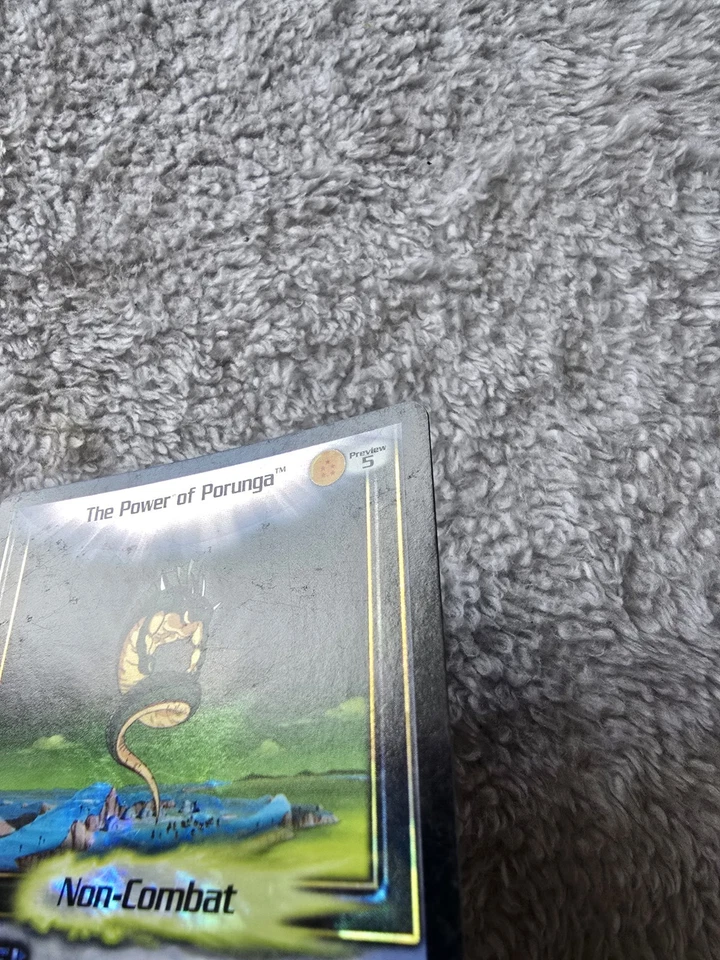 The Power of Porunga™
Preview
5
Non-Combat